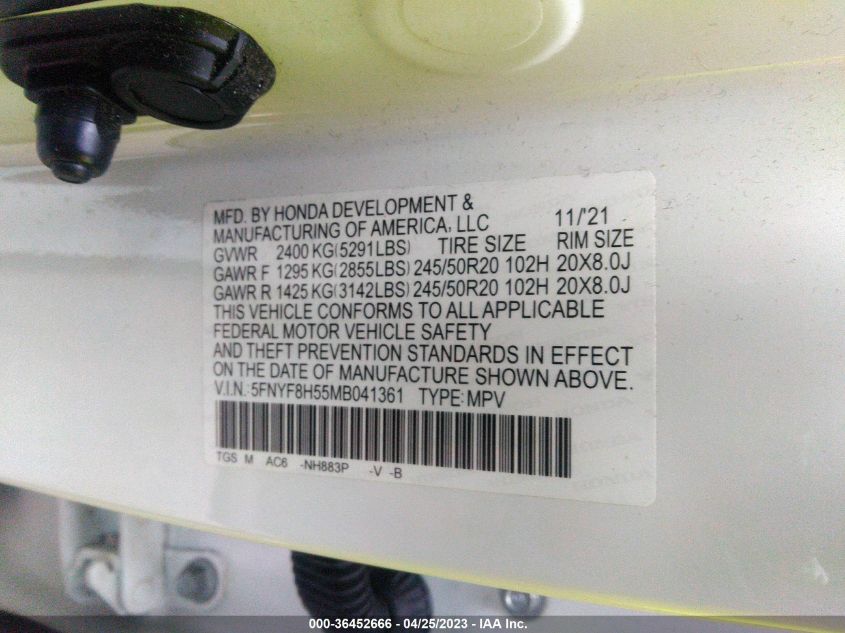 MFD. BY HONDA DEVELOPMENT &
MANUFACTURING OF AMERICA, LLC 11/'21
GVWR 2400 KG(5291LBS) TIRE SIZE RIM SIZE
GAWR F 1295 KG(2855LBS) 245/50R20 102H 20X8.0J
GAWR R 1425 KG(3142LBS) 245/50R20 102H 20X8.0J
THIS VEHICLE CONFORMS TO ALL APPLICABLE
FEDERAL MOTOR VEHICLE SAFETY
AND THEFT PREVENTION STANDARDS IN EFFECT
ON THE DATE OF MANUFACTURE SHOWN ABOVE.
V.I.N.: 5FNYF8H55MB041361 TYPE: MPV
TGS M AC6 -NH883P -V -B
000-36452666 - 04/25/2023 - IAA Inc.